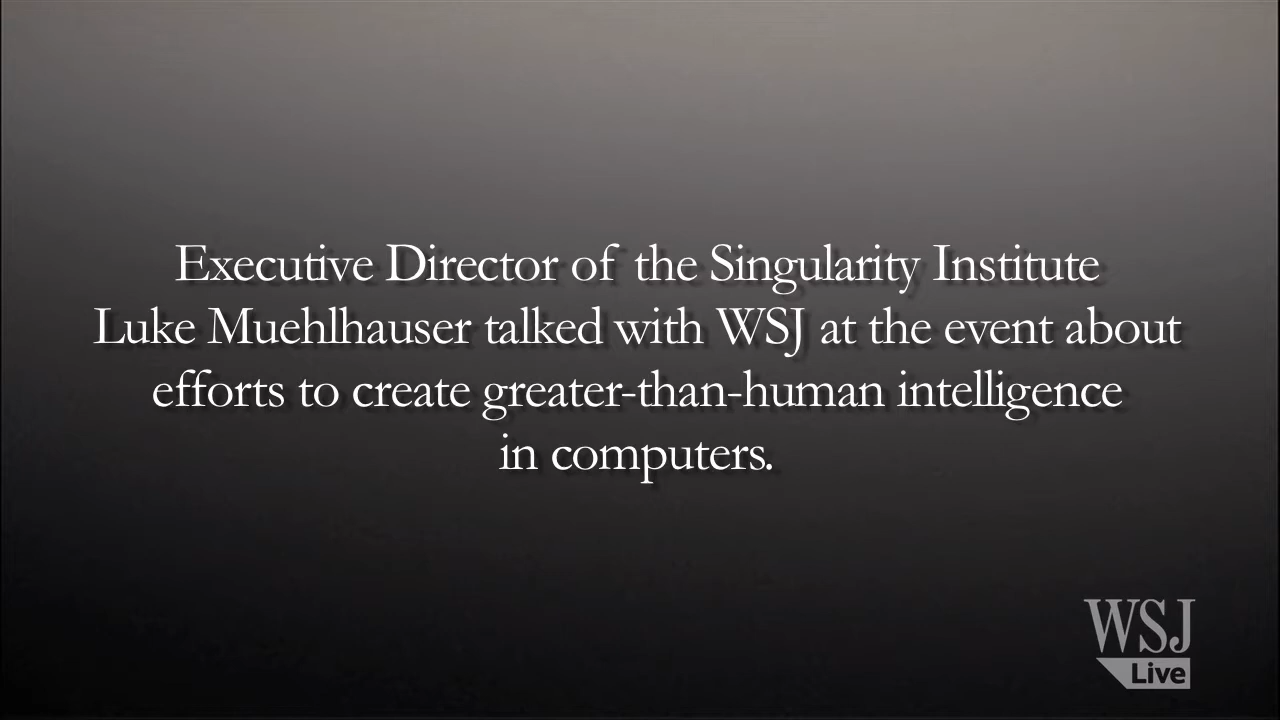 Executive Director of the Singularity Institute
Luke Muehlhauser talked with WSJ at the event about
efforts to create greater-than-human intelligence
in computers.
WSJ
Live